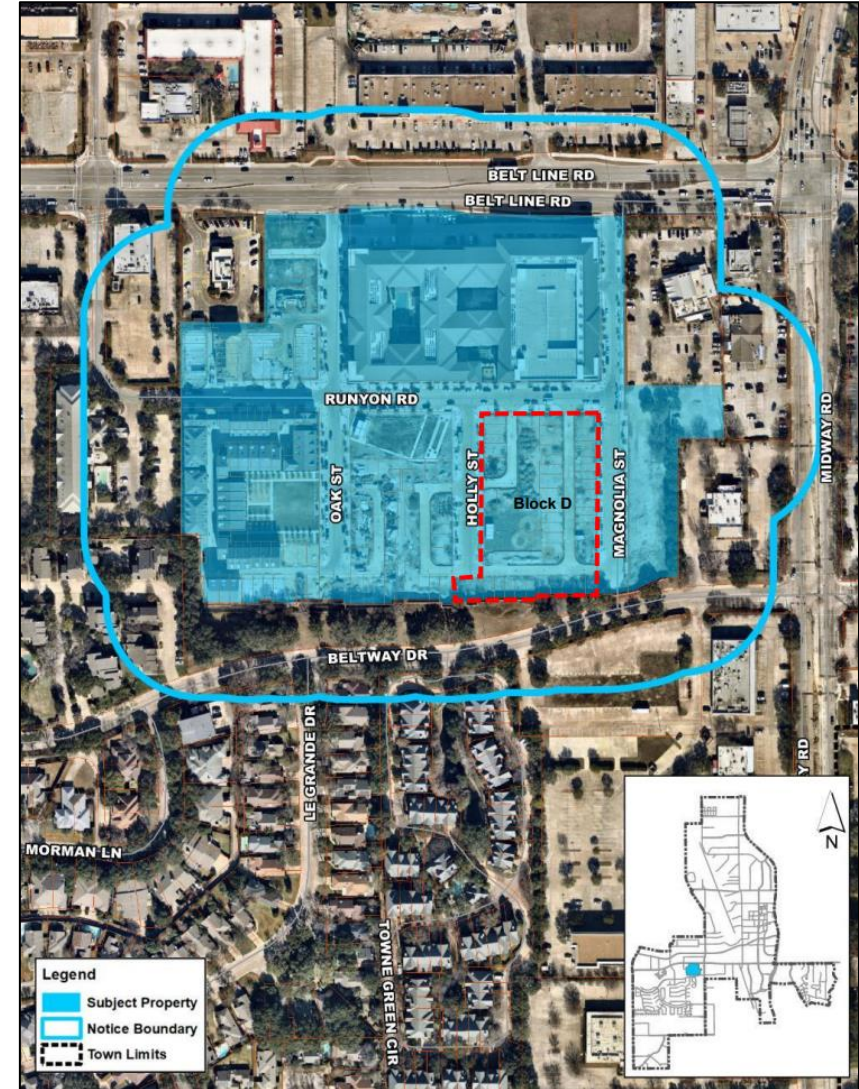 BELT LINE RD
BELT LINE RD
RUNYON RD
OAK ST
HOLLY ST
Block D
MAGNOLIA ST
MIDWAY RD
BELTWAY DR
LE GRANDE DR
MORMAN LN
TOWNE GREEN CIR
Y RD
N
Legend
Subject Property
Notice Boundary
Town Limits